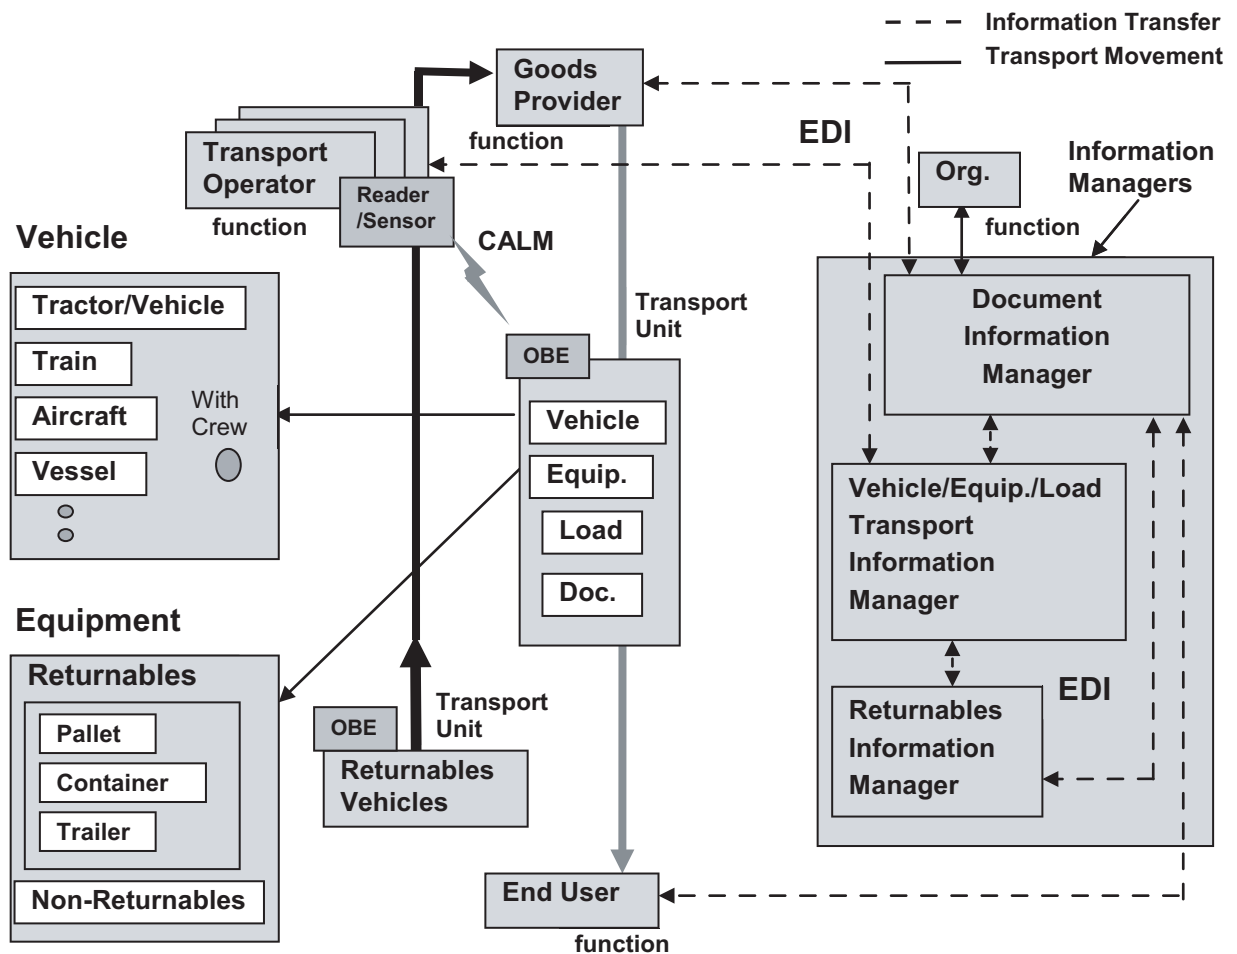 Information Transfer
Transport Movement
Goods
Provider
function
EDI
Transport
Operator
function
Reader
/Sensor
CALM
Org.
function
Information
Managers
Vehicle
Tractor/Vehicle
Train
Aircraft
Vessel
With
Crew
Transport
Unit
OBE
Vehicle
Equip.
Load
Doc.
Document
Information
Manager
Vehicle/Equip./Load
Transport
Information
Manager
EDI
Returnables
Information
Manager
Equipment
Returnables
Pallet
Container
Trailer
Non-Returnables
Transport
Unit
OBE
Returnables
Vehicles
End User
function